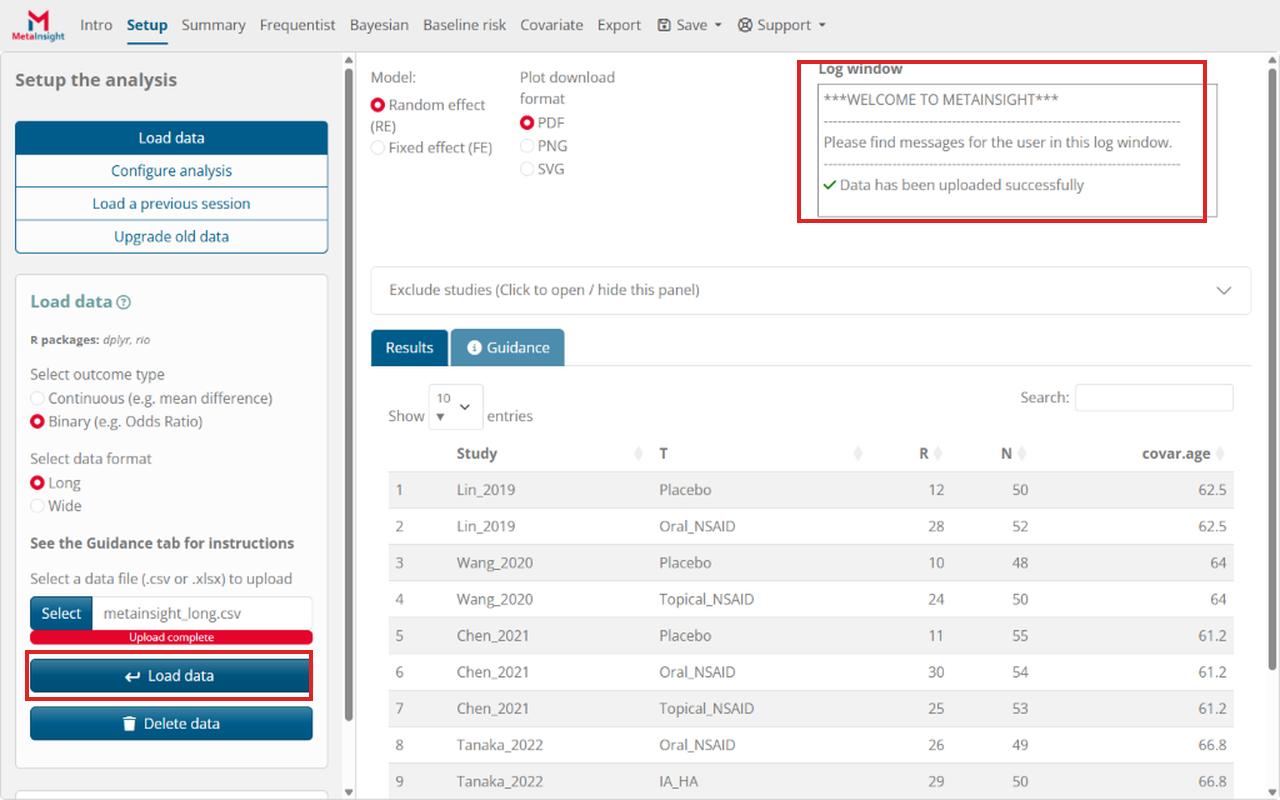 MetaInsight
Intro Setup Summary Frequentist Bayesian Baseline risk Covariate Export Save Support
Setup the analysis
Load data
Configure analysis
Load a previous session
Upgrade old data
Load data
R packages: dplyr, rio
Select outcome type
Continuous (e.g. mean difference)
Binary (e.g. Odds Ratio)
Select data format
Long
Wide
See the Guidance tab for instructions
Select a data file (.csv or .xlsx) to upload
Select metainsight_long.csv
Upload complete
Load data
Delete data
Model:
Random effect
(RE)
Fixed effect (FE)
Plot download
format
PDF
PNG
SVG
Log window
***WELCOME TO METAINSIGHT***
--------------------------------------------------------------------------------
Please find messages for the user in this log window.
--------------------------------------------------------------------------------
Data has been uploaded successfully
Exclude studies (Click to open / hide this panel)
Results Guidance
Show 10 entries
Search:
Study T R N covar.age
1 Lin_2019 Placebo 12 50 62.5
2 Lin_2019 Oral_NSAID 28 52 62.5
3 Wang_2020 Placebo 10 48 64
4 Wang_2020 Topical_NSAID 24 50 64
5 Chen_2021 Placebo 11 55 61.2
6 Chen_2021 Oral_NSAID 30 54 61.2
7 Chen_2021 Topical_NSAID 25 53 61.2
8 Tanaka_2022 Oral_NSAID 26 49 66.8
9 Tanaka_2022 IA_HA 29 50 66.8